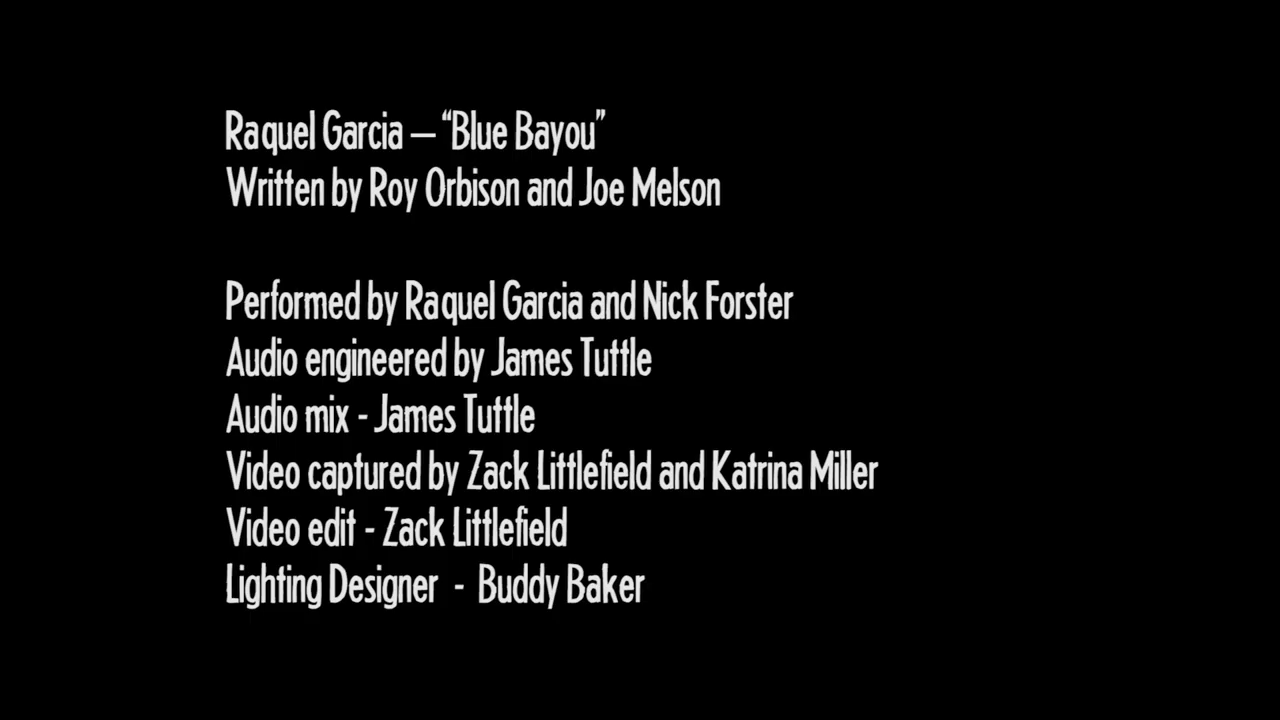 Raquel Garcia – “Blue Bayou”
Written by Roy Orbison and Joe Melson
Performed by Raquel Garcia and Nick Forster
Audio engineered by James Tuttle
Audio mix - James Tuttle
Video captured by Zack Littlefield and Katrina Miller
Video edit - Zack Littlefield
Lighting Designer - Buddy Baker